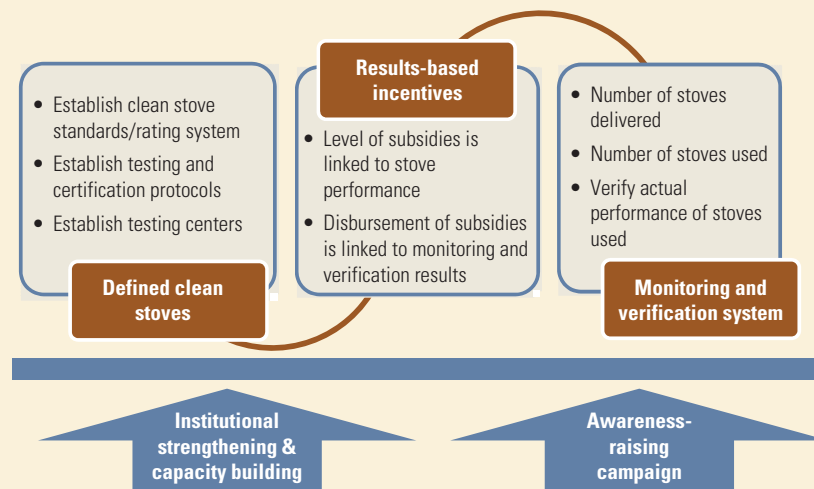 • Establish clean stove
standards/rating system
• Establish testing and
certification protocols
• Establish testing centers
Defined clean
stoves
Results-based
incentives
• Level of subsidies is
linked to stove
performance
• Disbursement of subsidies
is linked to monitoring and
verification results
• Number of stoves
delivered
• Number of stoves used
• Verify actual
performance of stoves
used
Monitoring and
verification system
Institutional
strengthening &
capacity building
Awareness-
raising
campaign